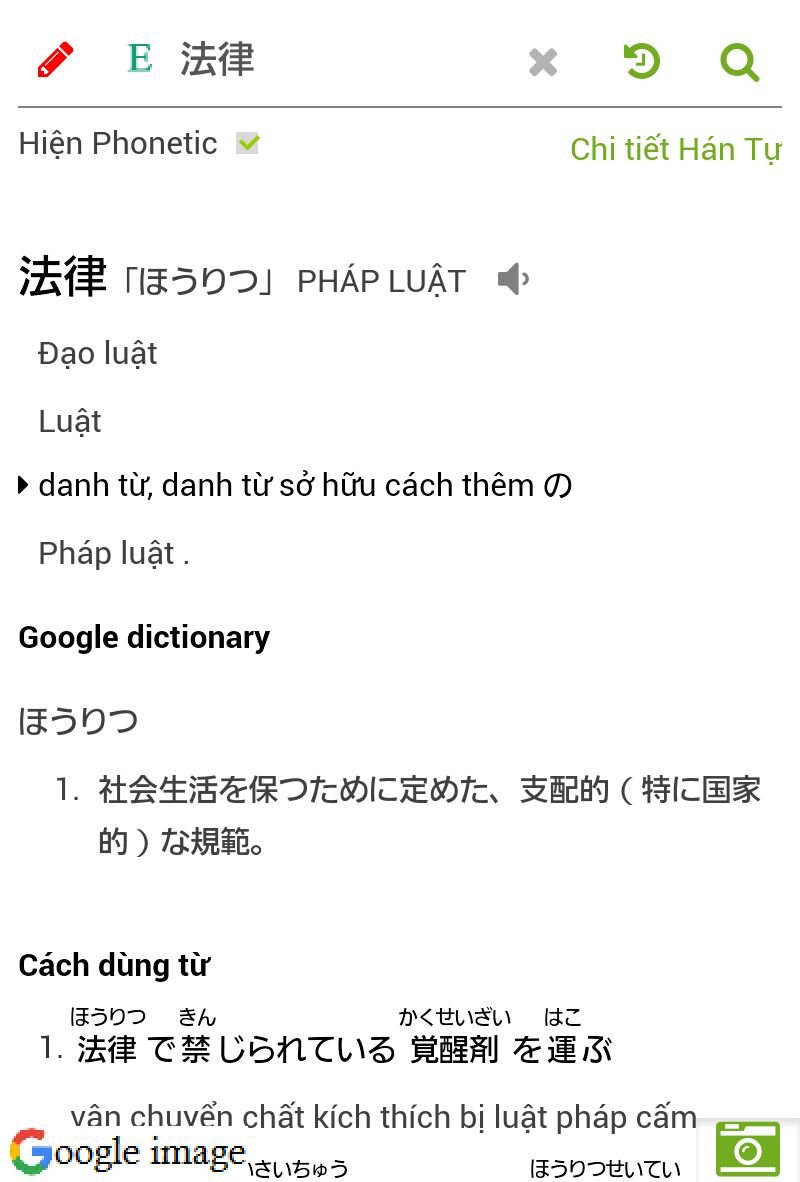 E 法律
Hiện Phonetic
Chi tiết Hán Tự
法律「ほうりつ」 PHÁP LUẬT
Đạo luật
Luật
danh từ, danh từ sở hữu cách thêm の
Pháp luật .
Google dictionary
ほうりつ
1. 社会生活を保つために定めた、支配的（特に国家
的）な規範。
Cách dùng từ
ほうりつ きん かくせいざい はこ
1. 法律 で 禁 じられている 覚醒剤 を 運 ぶ
vận chuyển chất kích thích bị luật pháp cấm
Google image
さいちゅう ほうりつせいてい